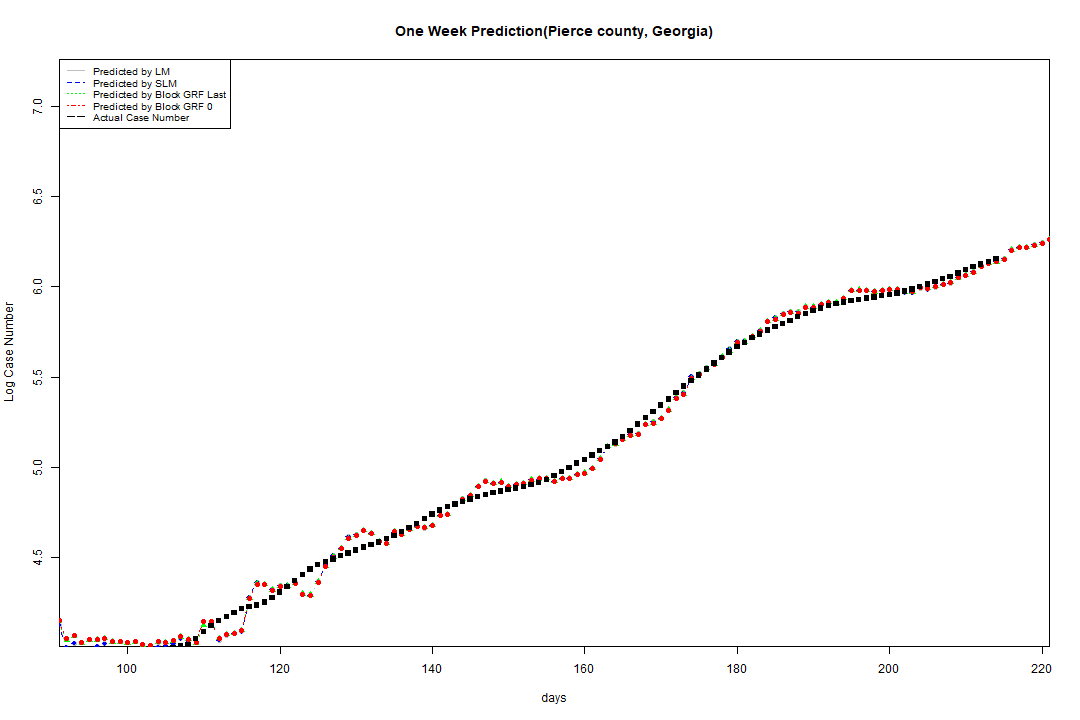 One Week Prediction(Pierce county, Georgia)
Predicted by LM
Predicted by SLM
Predicted by Block GRF Last
Predicted by Block GRF 0
Actual Case Number
7.0
6.5
6.0
5.5
5.0
4.5
Log Case Number
100 120 140 160 180 200 220
days